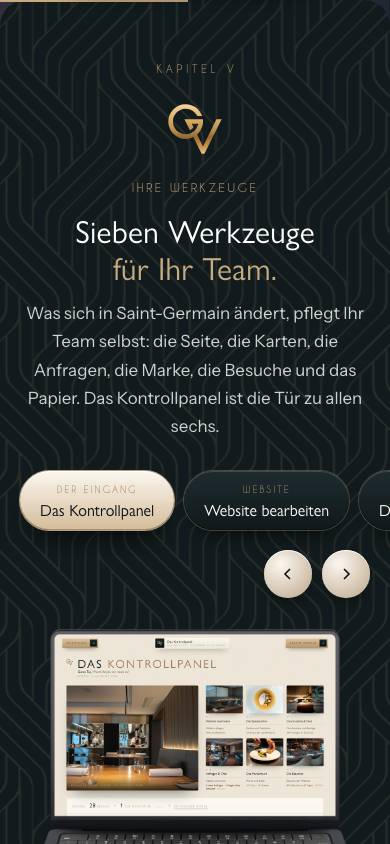 KAPITEL V
GV
IHRE WERKZEUGE
Sieben Werkzeuge
für Ihr Team.
Was sich in Saint-Germain ändert, pflegt Ihr
Team selbst: die Seite, die Karten, die
Anfragen, die Marke, die Besuche und das
Papier. Das Kontrollpanel ist die Tür zu allen
sechs.
DER EINGANG
Das Kontrollpanel
WEBSITE
Website bearbeiten
D
DAS KONTROLLPANEL